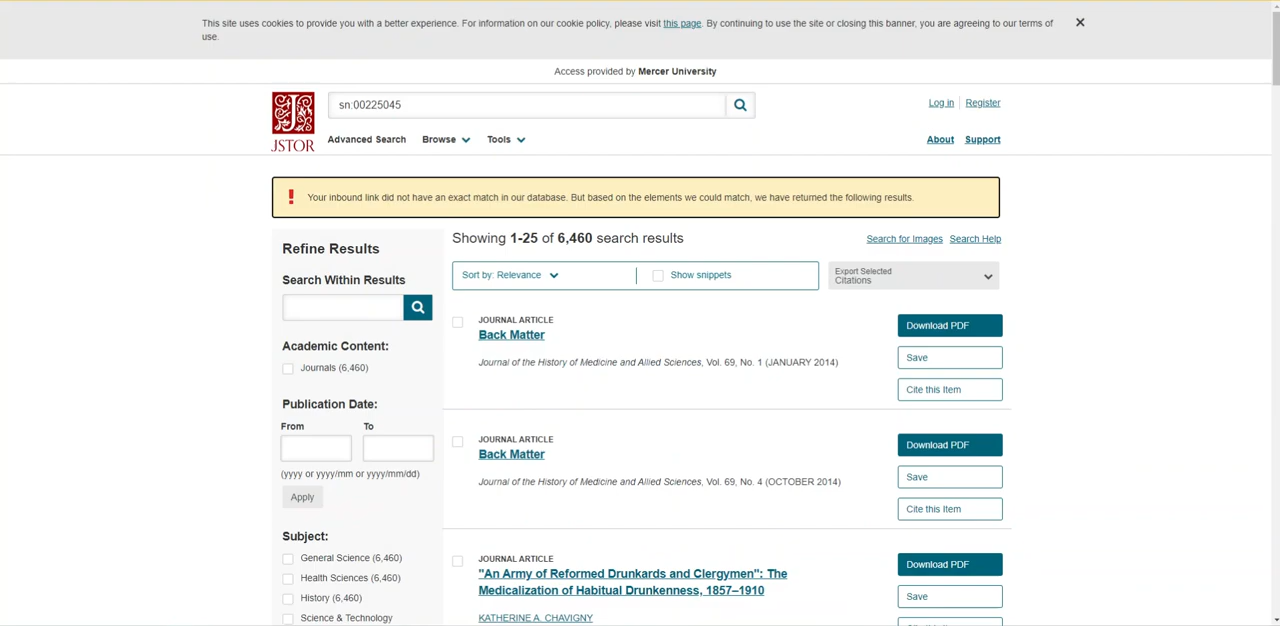 This site uses cookies to provide you with a better experience. For information on our cookie policy, please visit this page. By continuing to use the site or closing this banner, you are agreeing to our terms of
use.
Access provided by Mercer University
JSTOR
sn:00225045
Log in
Register
Advanced Search
Browse
Tools
About
Support
Your inbound link did not have an exact match in our database. But based on the elements we could match, we have returned the following results.
Refine Results
Search Within Results
Academic Content:
Journals (6,460)
Publication Date:
From To
(yyyy or yyyy/mm or yyyy/mm/dd)
Apply
Subject:
General Science (6,460)
Health Sciences (6,460)
History (6,460)
Science & Technology
Showing 1-25 of 6,460 search results
Search for Images
Search Help
Sort by: Relevance
Show snippets
Export Selected
Citations
JOURNAL ARTICLE
Back Matter
Journal of the History of Medicine and Allied Sciences, Vol. 69, No. 1 (JANUARY 2014)
Download PDF
Save
Cite this Item
JOURNAL ARTICLE
Back Matter
Journal of the History of Medicine and Allied Sciences, Vol. 69, No. 4 (OCTOBER 2014)
Download PDF
Save
Cite this Item
JOURNAL ARTICLE
"An Army of Reformed Drunkards and Clergymen": The
Medicalization of Habitual Drunkenness, 1857–1910
KATHERINE A. CHAVIGNY
Download PDF
Save